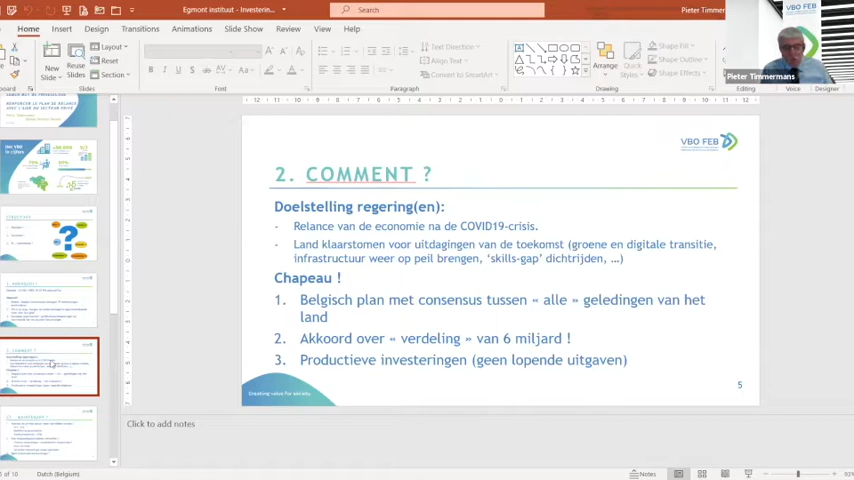 Egmont instituut - Investerin...
Search
Pieter Timmer
VBO FEB
Pieter Timmermans
Home Insert Design Transitions Animations Slide Show Review View Help
New
Slide
Reuse
Slides
Layout
Reset
Section
Text Direction
Align Text
Convert to SmartArt
Arrange
Quick
Styles
Shape Fill
Shape Outline
Shape Effects
Paragraph
Drawing
Editing
Voice
Designer
VBO FEB
2. COMMENT ?
Doelstelling regering(en):
- Relance van de economie na de COVID19-crisis.
- Land klaarstomen voor uitdagingen van de toekomst (groene en digitale transitie,
infrastructuur weer op peil brengen, ‘skills-gap’ dichtrijden, …)
Chapeau !
1. Belgisch plan met consensus tussen « alle » geledingen van het
land
2. Akkoord over « verdeling » van 6 miljard !
3. Productieve investeringen (geen lopende uitgaven)
Creating value for society
5
Click to add notes
Dutch (Belgium)
Notes